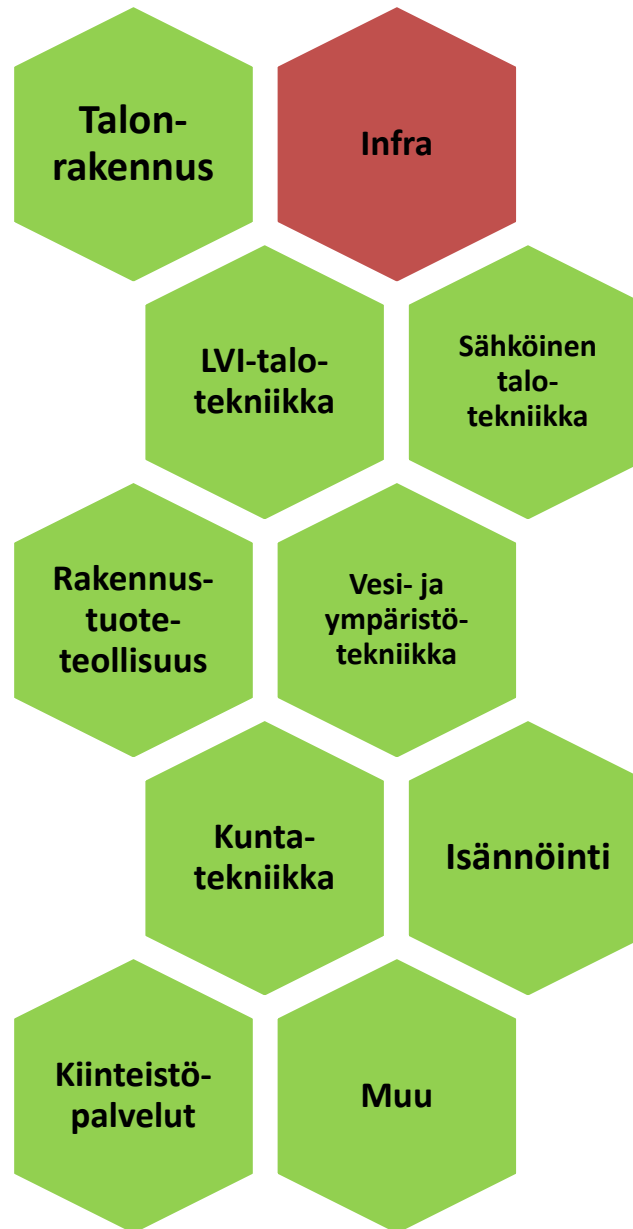 Talon-
rakennus
Infra
LVI-talo-
tekniikka
Sähköinen
talo-
tekniikka
Rakennus-
tuote-
teollisuus
Vesi- ja
ympäristö-
tekniikka
Kunta-
tekniikka
Isännöinti
Kiinteistö-
palvelut
Muu